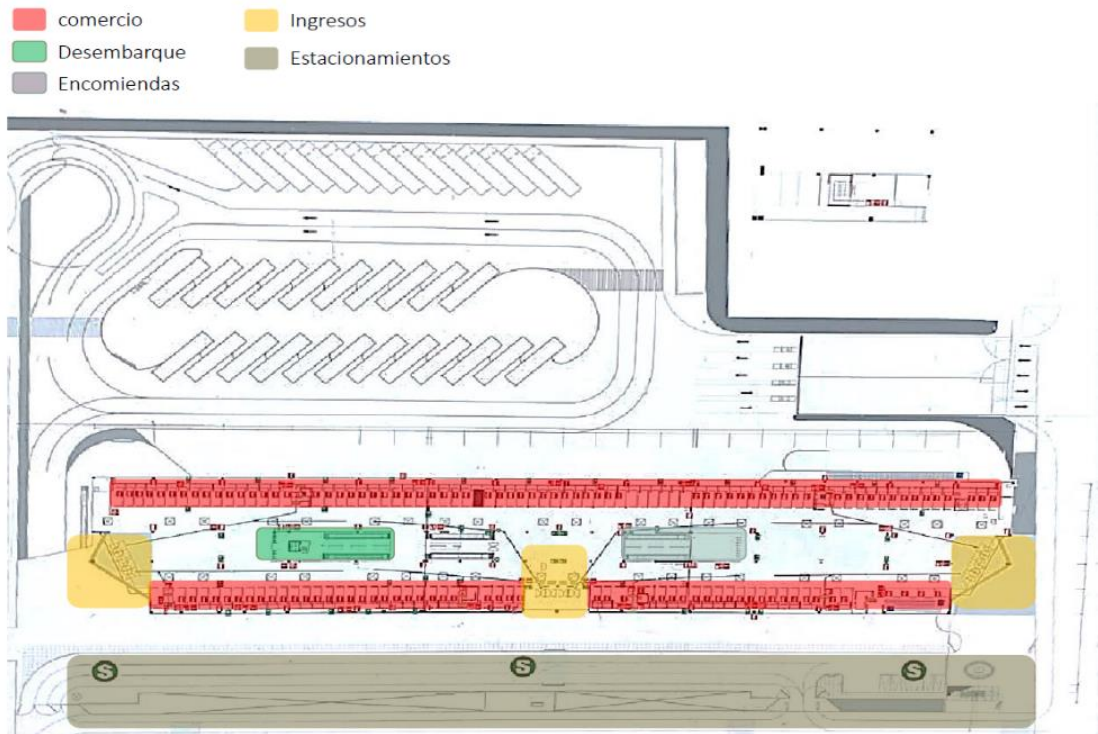 comercio
Ingresos
Desembarque
Estacionamientos
Encomiendas
S
S
S